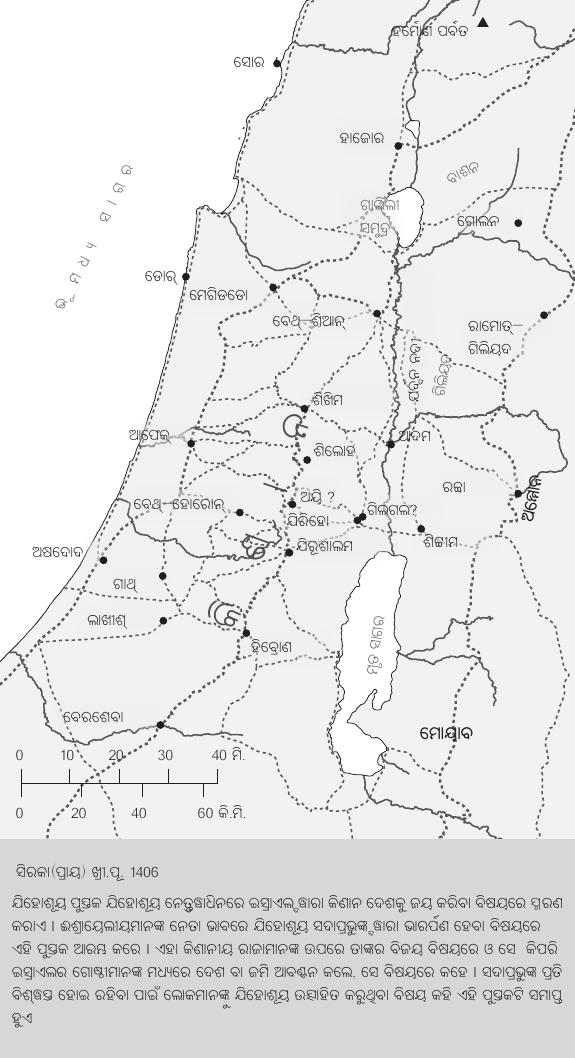 ହର୍ମୋଣ ପର୍ବତ
ସୋର
ହାଜୋର
ବାଶନ
ଗାଲିଲୀ
ସମୁଦ୍ର
ଗୋଲନ
ଭୂମଧ୍ୟ ସାଗର
ଡୋର୍
ମେଗିଡଡୋ
ବେଥ୍-ଶିଆନ୍
ରାମୋତ୍-
ଗିଲିୟଦ
ଯର୍ଦ୍ଦନ ନଦୀ
ଗିଲିୟଦ
ଶିଖିମ
ଆପେକ୍
ଆଦମ
ଶିଲୋହ
ରବ୍ବା
ଅମ୍ମୋନ
ଅୟି ?
ବେଥ୍-ହୋରୋନ୍
ଯିରିହୋ
ଗିଲଗଲ?
ଶିଟ୍ଟୀମ
ଯିରୂଶାଲମ
ଅଷଦୋଦ
ଗାଥ୍
ଲାଖୀଶ୍
ହିବ୍ରୋଣ
ମୃତ ସାଗର
ବେରଶେବା
ମୋୟାବ
0 10 20 30 40 ମି.
0 20 40 60 କି.ମି.
ସିରକା(ପ୍ରାୟ) ଖ୍ରୀ.ପୂ. 1406
ଯିହୋଶୂୟ ପୁସ୍ତକ ଯିହୋଶୂୟ ନେତୃତ୍ତ୍ୱାଧିନରେ ଇସ୍ରାଏଲ୍ ଦ୍ୱାରା କିଣାନ ଦେଶକୁ ଜୟ କରିବା ବିଷୟରେ ସ୍ମରଣ
କରାଏ । ଈଶ୍ରାୟେଲୀୟମାନଙ୍କ ନେତା ଭାବରେ ଯିହୋଶୂୟ ସଦାପ୍ରଭୁଙ୍କ୍ ଦ୍ୱାରା ଭାରର୍ପଣ ହେବା ବିଷୟରେ
ଏହି ପୁସ୍ତକ ଆରମ୍ଭ କରେ । ଏହା କିଣାନୀୟ ରାଜାମାନଙ୍କ ଉପରେ ତାଙ୍କର ବିଜୟ ବିଷୟରେ ଓ ସେ କିପରି
ଇସ୍ରାଏଲର ଗୋଷ୍ଠୀମାନଙ୍କ ମଧ୍ୟରେ ଦେଶ ବା ଜମି ଆବଣ୍ଟନ କଲେ, ସେ ବିଷୟରେ କହେ । ସଦାପ୍ରଭୁଙ୍କ ପ୍ରତି
ବିଶ୍ୱସ୍ତ ହୋଇ ରହିବା ପାଇଁ ଲୋକମାନଙ୍କୁ ଯିହୋଶୂୟ ଉତ୍ସାହିତ କରୁଥିବା ବିଷୟ କହି ଏହି ପୁସ୍ତକଟି ସମାପ୍ତ
ହୁଏ